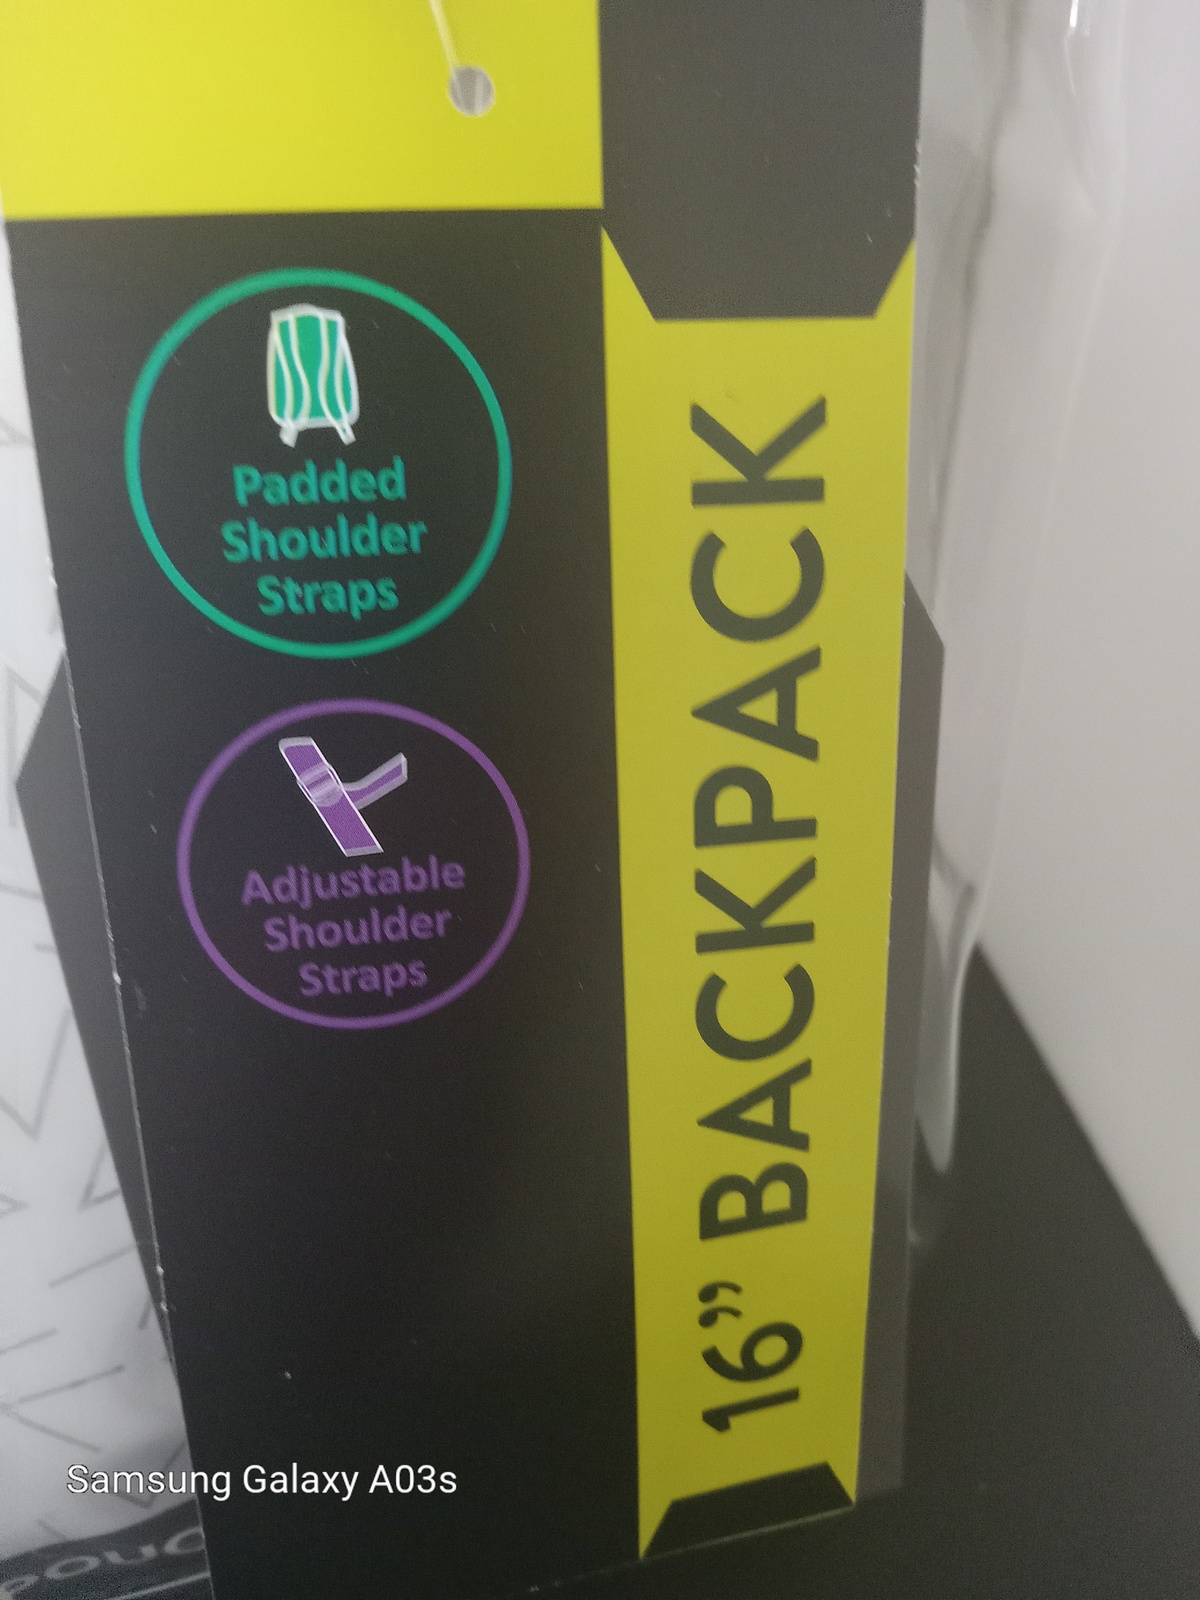 Padded
Shoulder
Straps
Adjustable
Shoulder
Straps
16” BACKPACK
Samsung Galaxy A03s